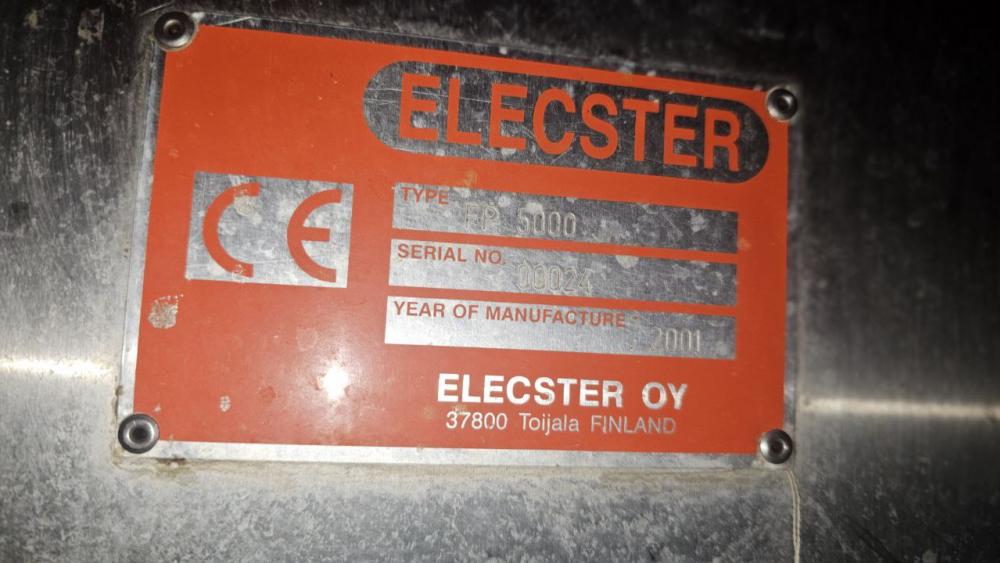 ELECSTER
CE
TYPE EP 5000
SERIAL NO. 00024
YEAR OF MANUFACTURE 2001
ELECSTER OY
37800 Toijala FINLAND